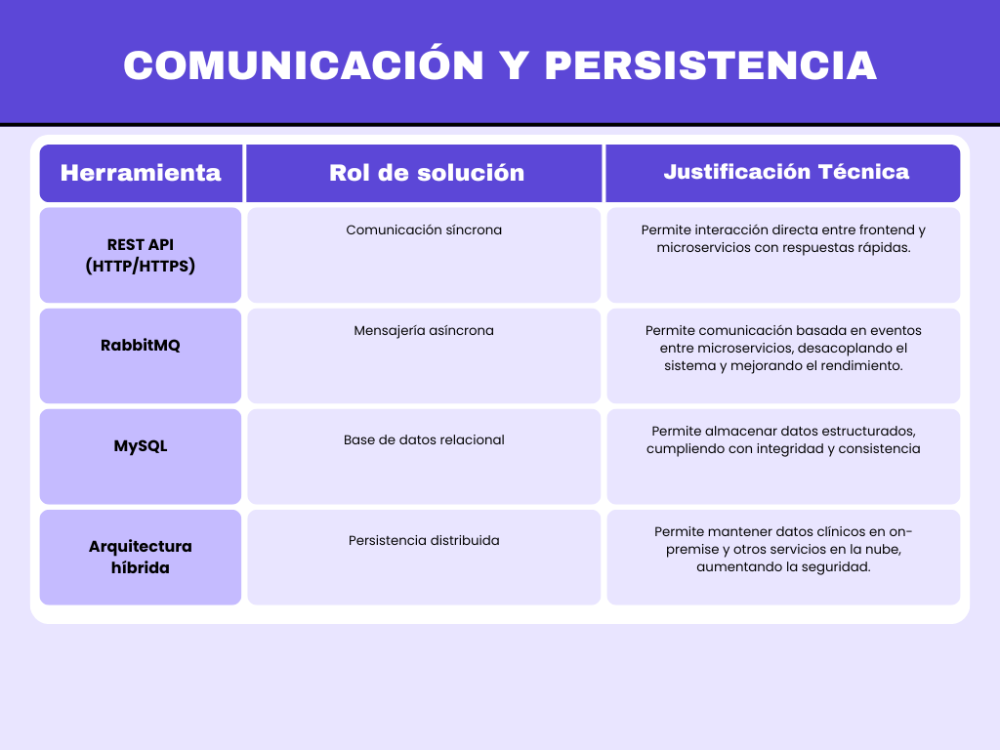 COMUNICACIÓN Y PERSISTENCIA
Herramienta
Rol de solución
Justificación Técnica
REST API
(HTTP/HTTPS)
Comunicación síncrona
Permite interacción directa entre frontend y
microservicios con respuestas rápidas.
RabbitMQ
Mensajería asíncrona
Permite comunicación basada en eventos
entre microservicios, desacoplando el
sistema y mejorando el rendimiento.
MySQL
Base de datos relacional
Permite almacenar datos estructurados,
cumpliendo con integridad y consistencia
Arquitectura
híbrida
Persistencia distribuida
Permite mantener datos clínicos en on-
premise y otros servicios en la nube,
aumentando la seguridad.